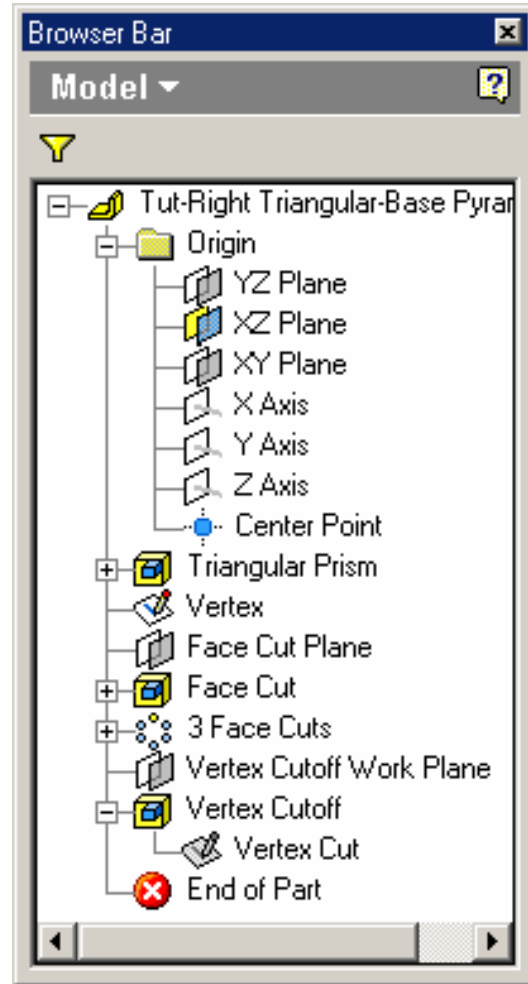 Browser Bar
Model
Tut-Right Triangular-Base Pyrar
Origin
YZ Plane
XZ Plane
XY Plane
X Axis
Y Axis
Z Axis
Center Point
Triangular Prism
Vertex
Face Cut Plane
Face Cut
3 Face Cuts
Vertex Cutoff Work Plane
Vertex Cutoff
Vertex Cut
End of Part